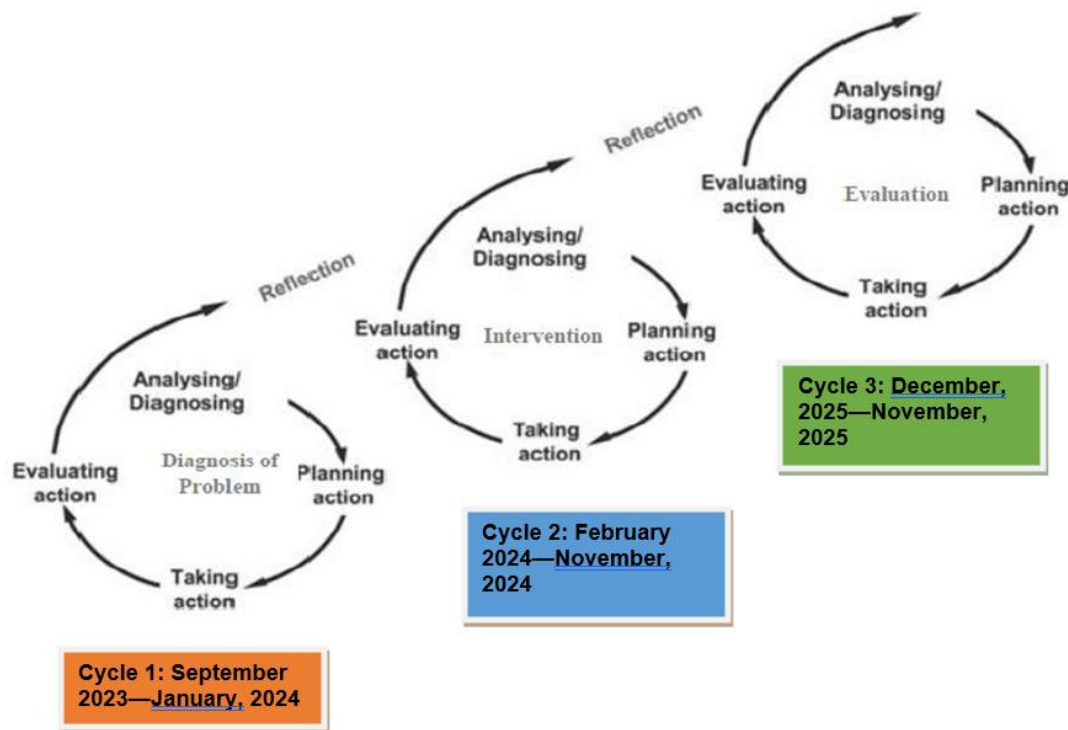 Analysing/
Diagnosing
Evaluating
action
Evaluation
Planning
action
Taking
action
Reflection
Analysing/
Diagnosing
Evaluating
action
Intervention
Planning
action
Taking
action
Reflection
Analysing/
Diagnosing
Evaluating
action
Diagnosis of
Problem
Planning
action
Taking
action
Cycle 3: December,
2025—November,
2025
Cycle 2: February
2024—November,
2024
Cycle 1: September
2023—January, 2024